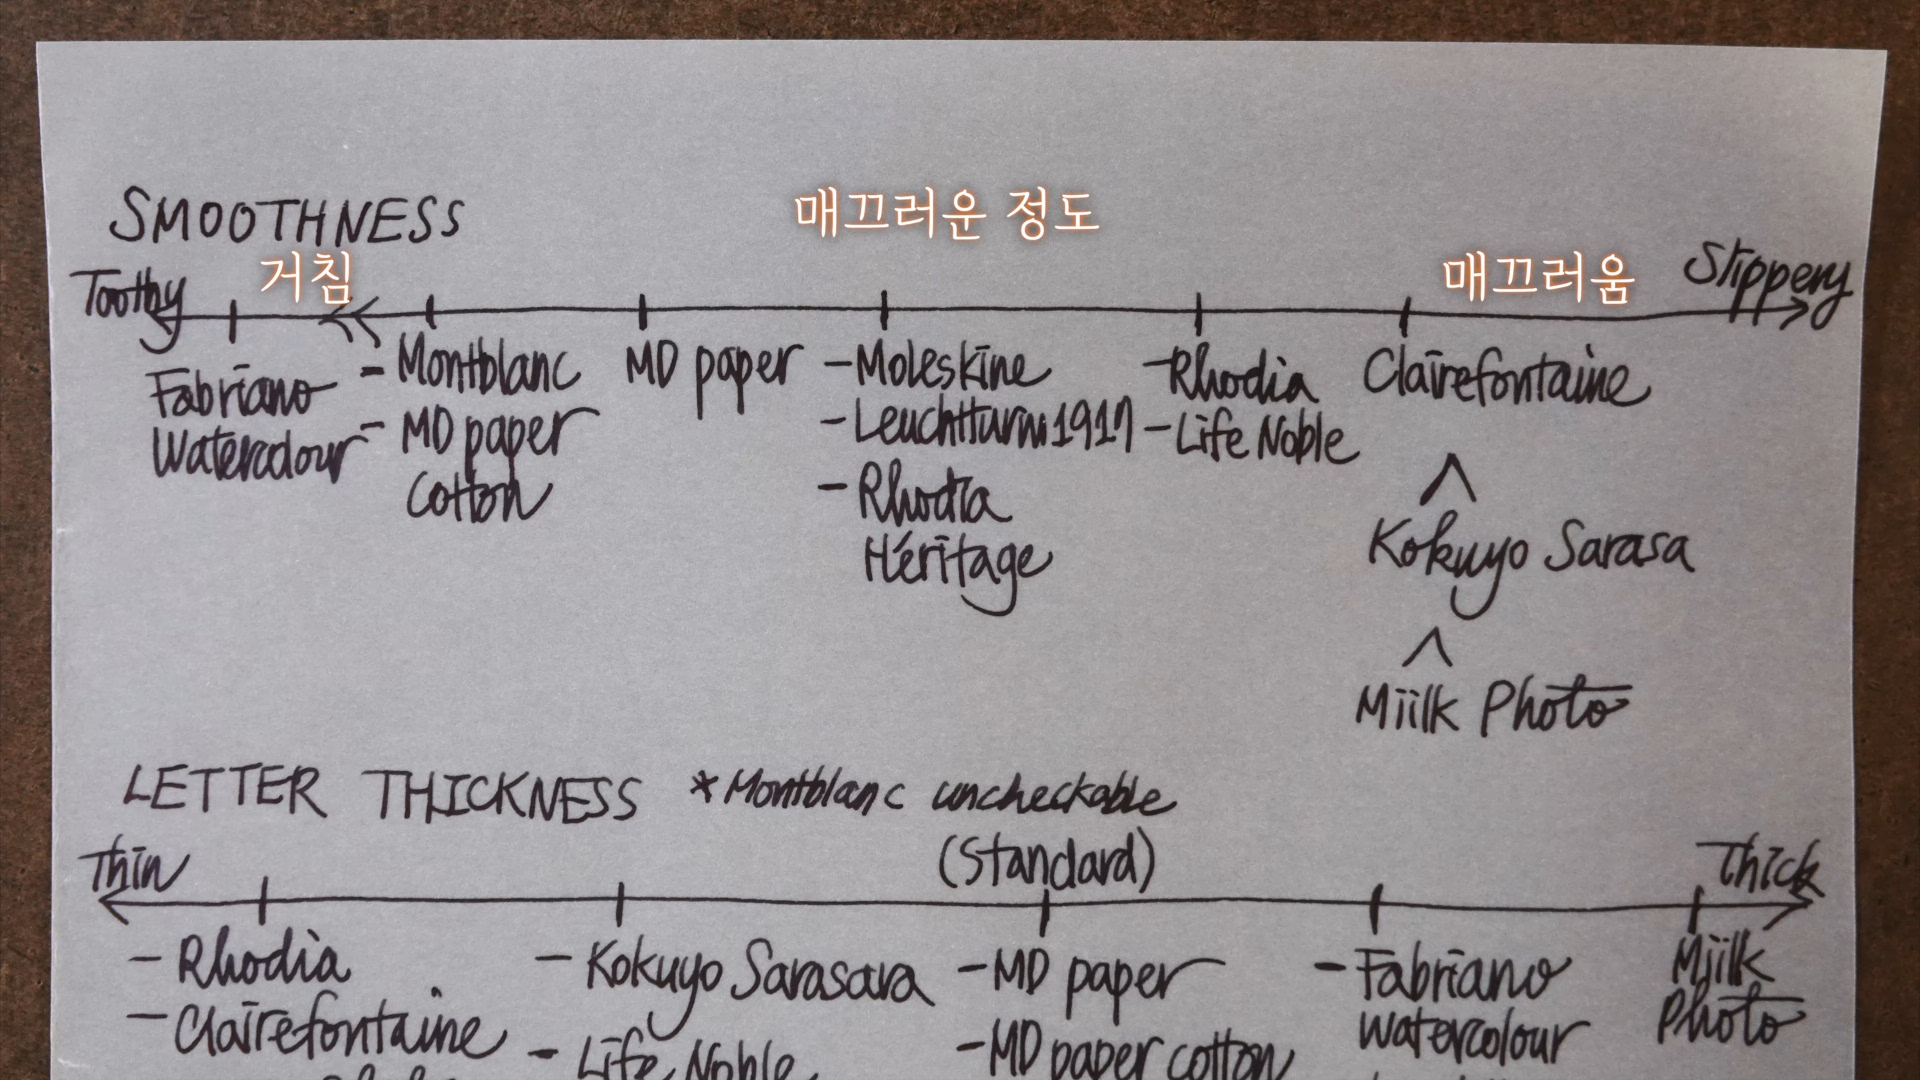 SMOOTHNESS
매끄러운 정도
Toothy
거침
매끄러움
Slippery
Fabriano
Watercolour
- Montblanc
- MD paper
Cotton
MD paper
- Moleskine
- Leuchtturm1917
- Rhodia
Héritage
- Rhodia
- Life Noble
Clairefontaine
Kokuyo Sarasa
Miilk Photo
LETTER THICKNESS *Montblanc uncheckable
(Standard)
Thin
Thick
- Rhodia
- Clairefontaine
- Kokuyo Sarasara
- Life Noble
- MD paper
- MD paper cotton
- Fabriano
watercolour
Miilk
Photo